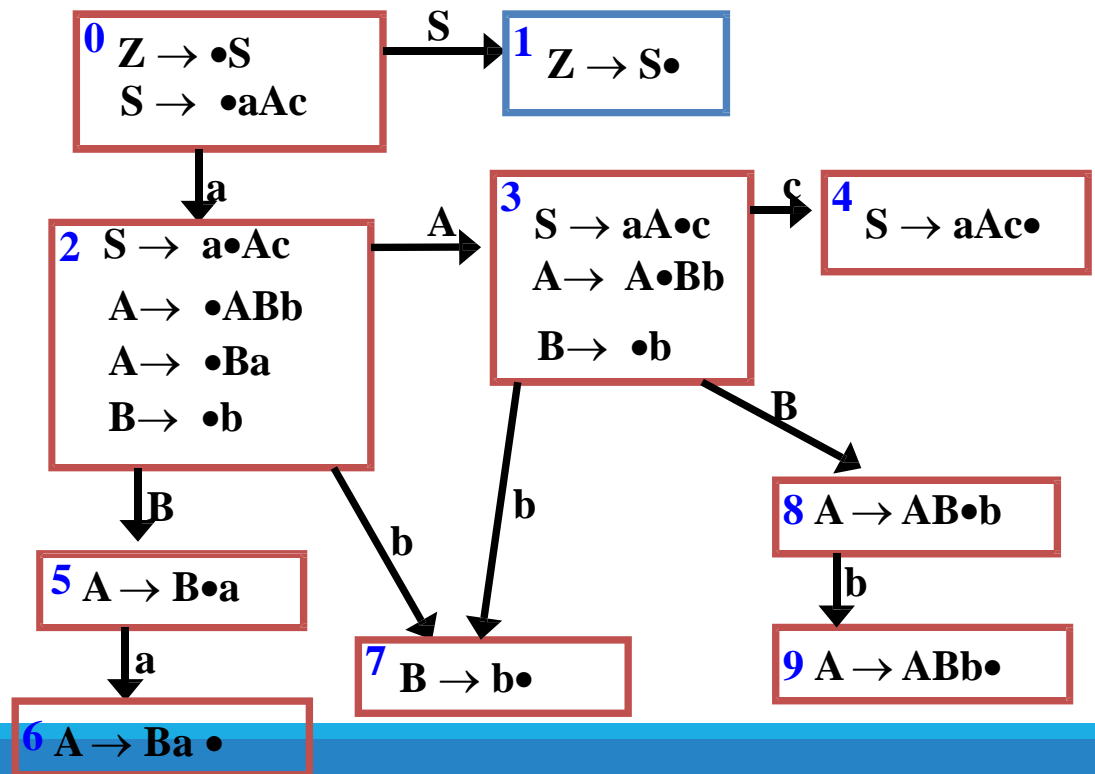 0
Z → •S
S → •aAc
S
1
Z → S•
a
2
S → a•Ac
A→ •ABb
A→ •Ba
B→ •b
A
3
S → aA•c
A→ A•Bb
B→ •b
c
4
S → aAc•
B
b
b
B
5 A → B•a
a
6 A → Ba •
7 B → b•
8 A → AB•b
b
9 A → ABb•